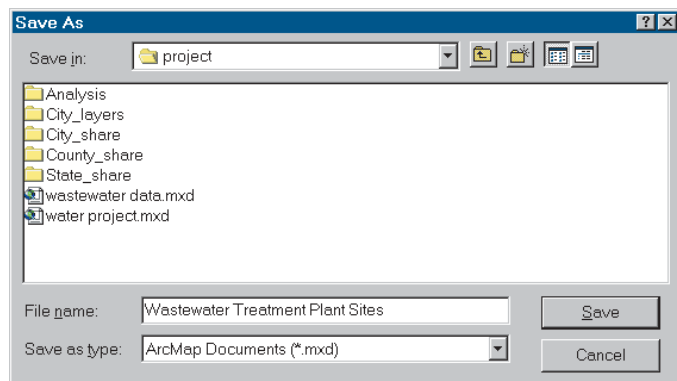 Save As
Save in: project
Analysis
City_layers
City_share
County_share
State_share
wastewater data.mxd
water project.mxd
File name: Wastewater Treatment Plant Sites Save
Save as type: ArcMap Documents (*.mxd) Cancel